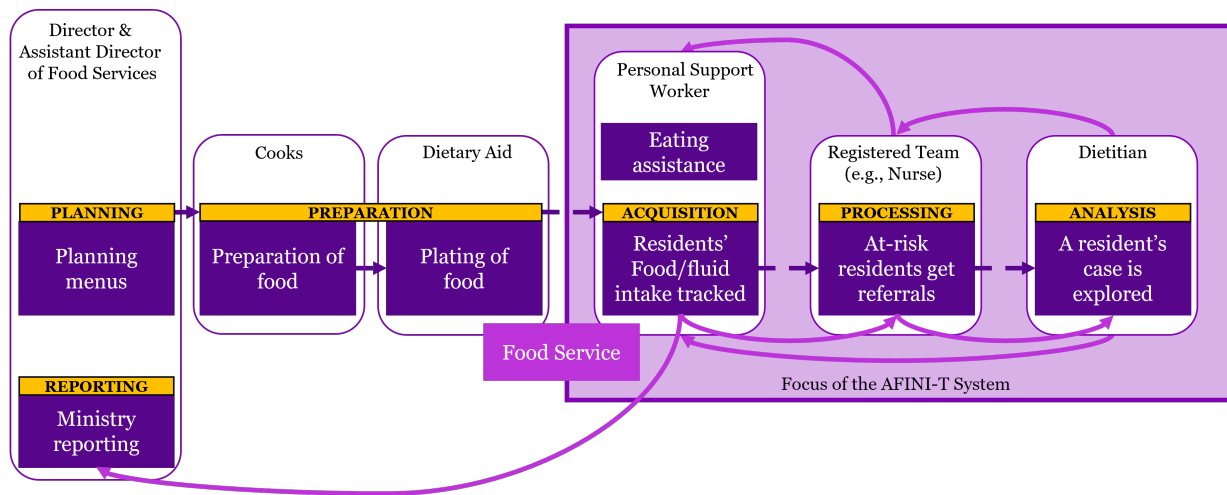 Director &
Assistant Director
of Food Services
PLANNING
Planning
menus
REPORTING
Ministry
reporting
Cooks
Dietary Aid
PREPARATION
Preparation of
food
Plating of
food
Food Service
Personal Support
Worker
Eating
assistance
ACQUISITION
Residents’
Food/fluid
intake tracked
Registered Team
(e.g., Nurse)
PROCESSING
At-risk
residents get
referrals
Dietitian
ANALYSIS
A resident’s
case is
explored
Focus of the AFINI-T System